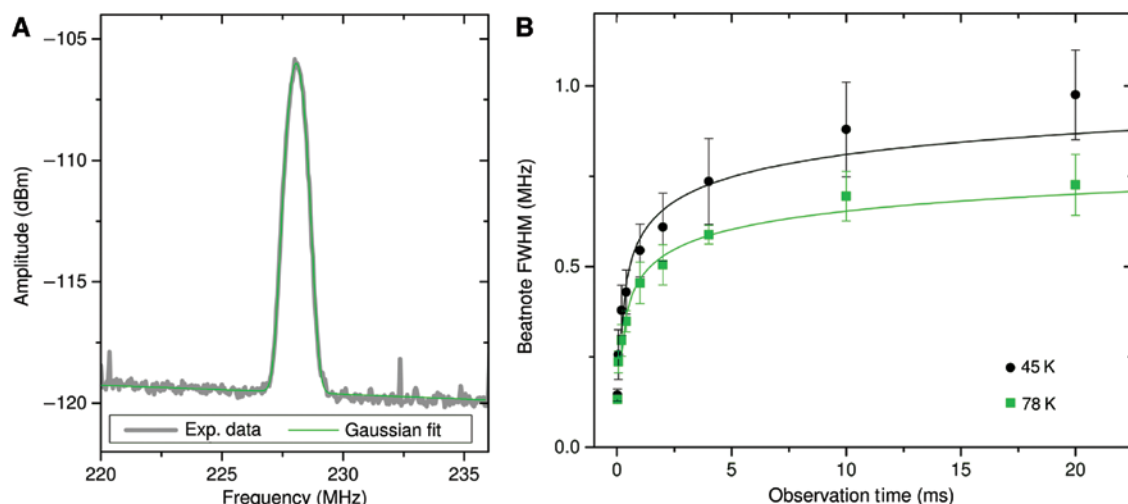 A
−105
−110
−115
−120
Amplitude (dBm)
Exp. data
Gaussian fit
220
225
230
235
Frequency (MHz)
B
1.0
0.5
0.0
Beatnote FWHM (MHz)
45 K
78 K
0
5
10
15
20
Observation time (ms)